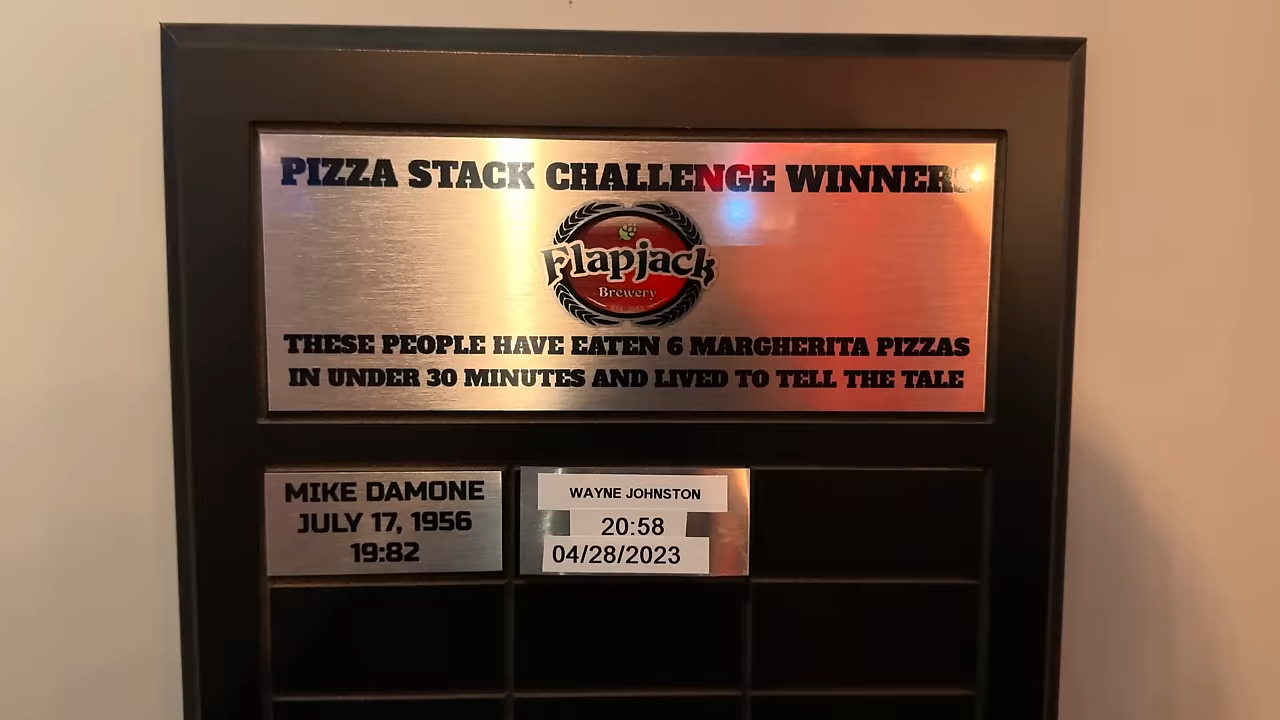 PIZZA STACK CHALLENGE WINNERS
Flapjack
Brewery
THESE PEOPLE HAVE EATEN 6 MARGHERITA PIZZAS
IN UNDER 30 MINUTES AND LIVED TO TELL THE TALE
MIKE DAMONE
JULY 17, 1956
19:82
WAYNE JOHNSTON
20:58
04/28/2023